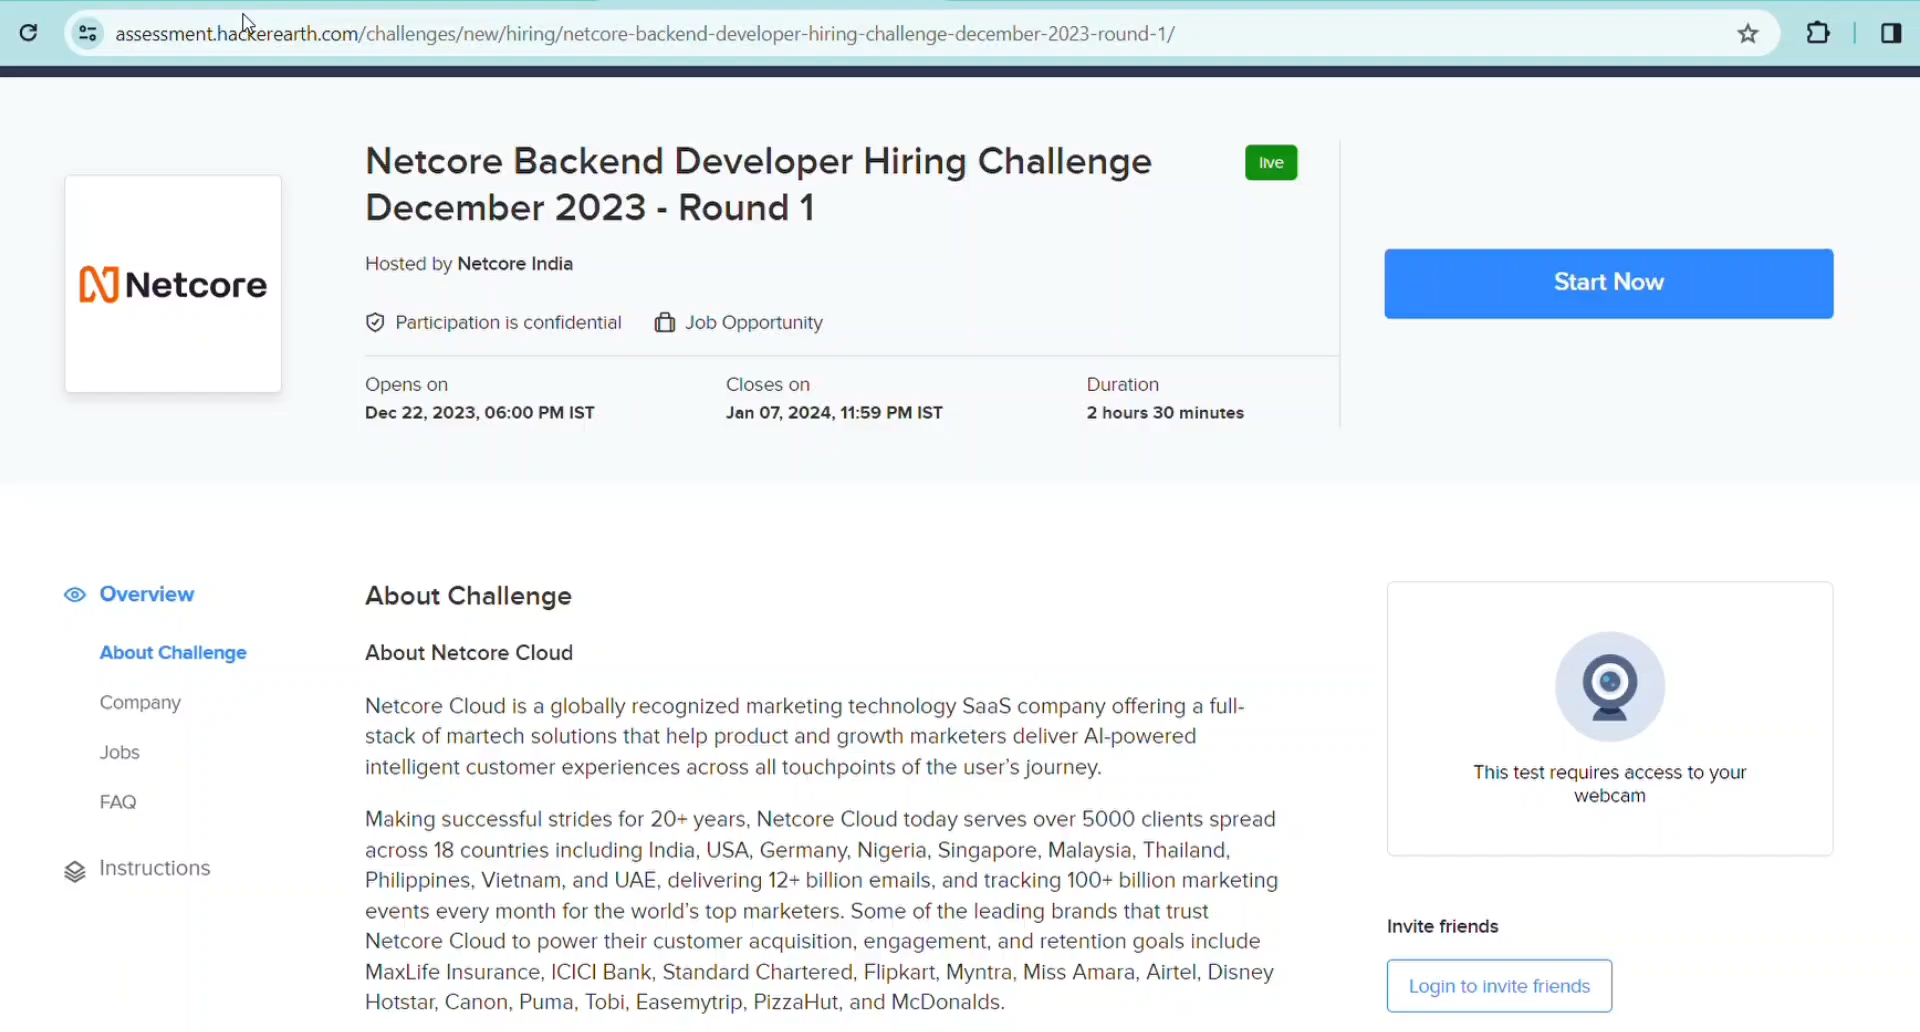 assessment.hackerearth.com/challenges/new/hiring/netcore-backend-developer-hiring-challenge-december-2023-round-1/
Netcore
Netcore Backend Developer Hiring Challenge
December 2023 - Round 1
live
Hosted by Netcore India
Participation is confidential
Job Opportunity
Opens on
Dec 22, 2023, 06:00 PM IST
Closes on
Jan 07, 2024, 11:59 PM IST
Duration
2 hours 30 minutes
Start Now
Overview
About Challenge
Company
Jobs
FAQ
Instructions
About Challenge
About Netcore Cloud
Netcore Cloud is a globally recognized marketing technology SaaS company offering a full-
stack of martech solutions that help product and growth marketers deliver AI-powered
intelligent customer experiences across all touchpoints of the user's journey.
Making successful strides for 20+ years, Netcore Cloud today serves over 5000 clients spread
across 18 countries including India, USA, Germany, Nigeria, Singapore, Malaysia, Thailand,
Philippines, Vietnam, and UAE, delivering 12+ billion emails, and tracking 100+ billion marketing
events every month for the world's top marketers. Some of the leading brands that trust
Netcore Cloud to power their customer acquisition, engagement, and retention goals include
MaxLife Insurance, ICICI Bank, Standard Chartered, Flipkart, Myntra, Miss Amara, Airtel, Disney
Hotstar, Canon, Puma, Tobi, Easemytrip, PizzaHut, and McDonalds.
This test requires access to your
webcam
Invite friends
Login to invite friends